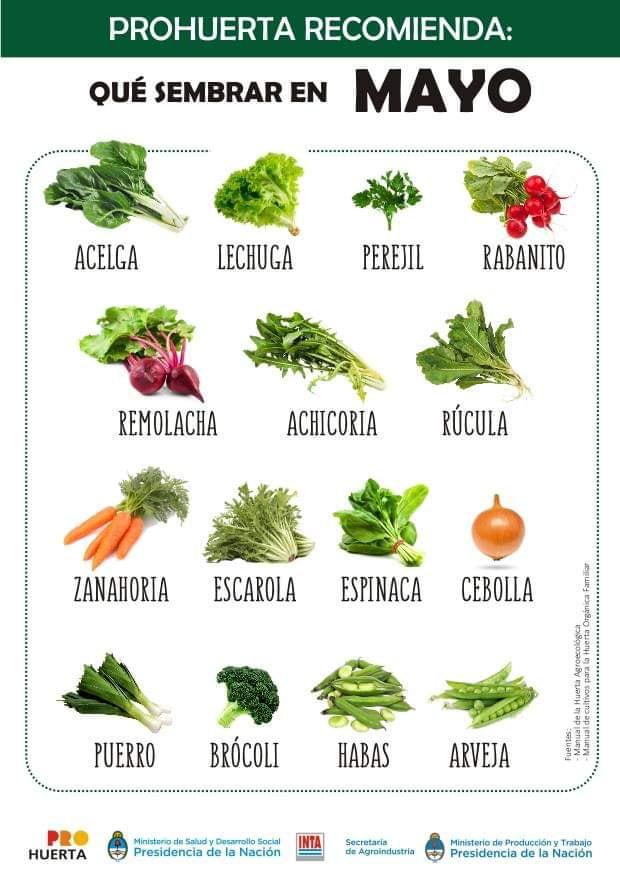 PROHUERTA RECOMIENDA:
QUÉ SEMBRAR EN MAYO
ACELGA
LECHUGA
PEREJIL
RABANITO
REMOLACHA
ACHICORIA
RÚCULA
ZANAHORIA
ESCAROLA
ESPINACA
CEBOLLA
PUERRO
BRÓCOLI
HABAS
ARVEJA
Fuentes:
- Manual de la Huerta Agroecológica
- Manual de cultivos para la Huerta Orgánica Familiar
PRO
HUERTA
Ministerio de Salud y Desarrollo Social
Presidencia de la Nación
INTA
Secretaría
de Agroindustria
Ministerio de Producción y Trabajo
Presidencia de la Nación